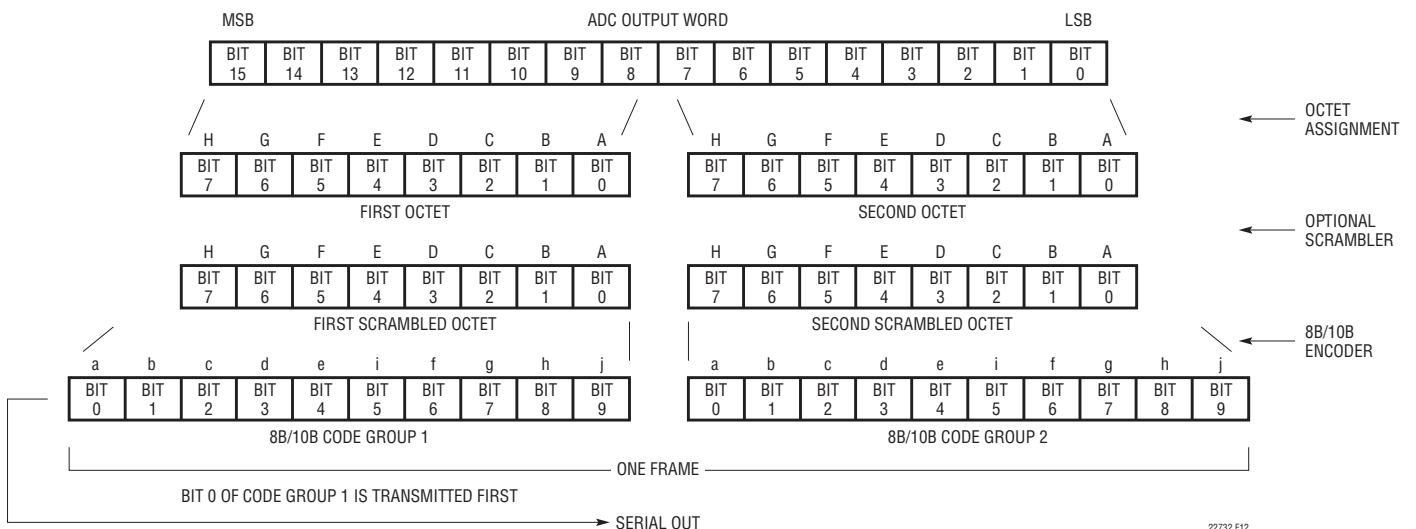 MSB ADC OUTPUT WORD LSB
BIT 15 BIT 14 BIT 13 BIT 12 BIT 11 BIT 10 BIT 9 BIT 8 BIT 7 BIT 6 BIT 5 BIT 4 BIT 3 BIT 2 BIT 1 BIT 0
OCTET ASSIGNMENT
H G F E D C B A H G F E D C B A
BIT 7 BIT 6 BIT 5 BIT 4 BIT 3 BIT 2 BIT 1 BIT 0 BIT 7 BIT 6 BIT 5 BIT 4 BIT 3 BIT 2 BIT 1 BIT 0
FIRST OCTET SECOND OCTET
OPTIONAL SCRAMBLER
H G F E D C B A H G F E D C B A
BIT 7 BIT 6 BIT 5 BIT 4 BIT 3 BIT 2 BIT 1 BIT 0 BIT 7 BIT 6 BIT 5 BIT 4 BIT 3 BIT 2 BIT 1 BIT 0
FIRST SCRAMBLED OCTET SECOND SCRAMBLED OCTET
8B/10B ENCODER
a b c d e i f g h j a b c d e i f g h j
BIT 0 BIT 1 BIT 2 BIT 3 BIT 4 BIT 5 BIT 6 BIT 7 BIT 8 BIT 9 BIT 0 BIT 1 BIT 2 BIT 3 BIT 4 BIT 5 BIT 6 BIT 7 BIT 8 BIT 9
8B/10B CODE GROUP 1 8B/10B CODE GROUP 2
ONE FRAME
BIT 0 OF CODE GROUP 1 IS TRANSMITTED FIRST
SERIAL OUT
22732 F12